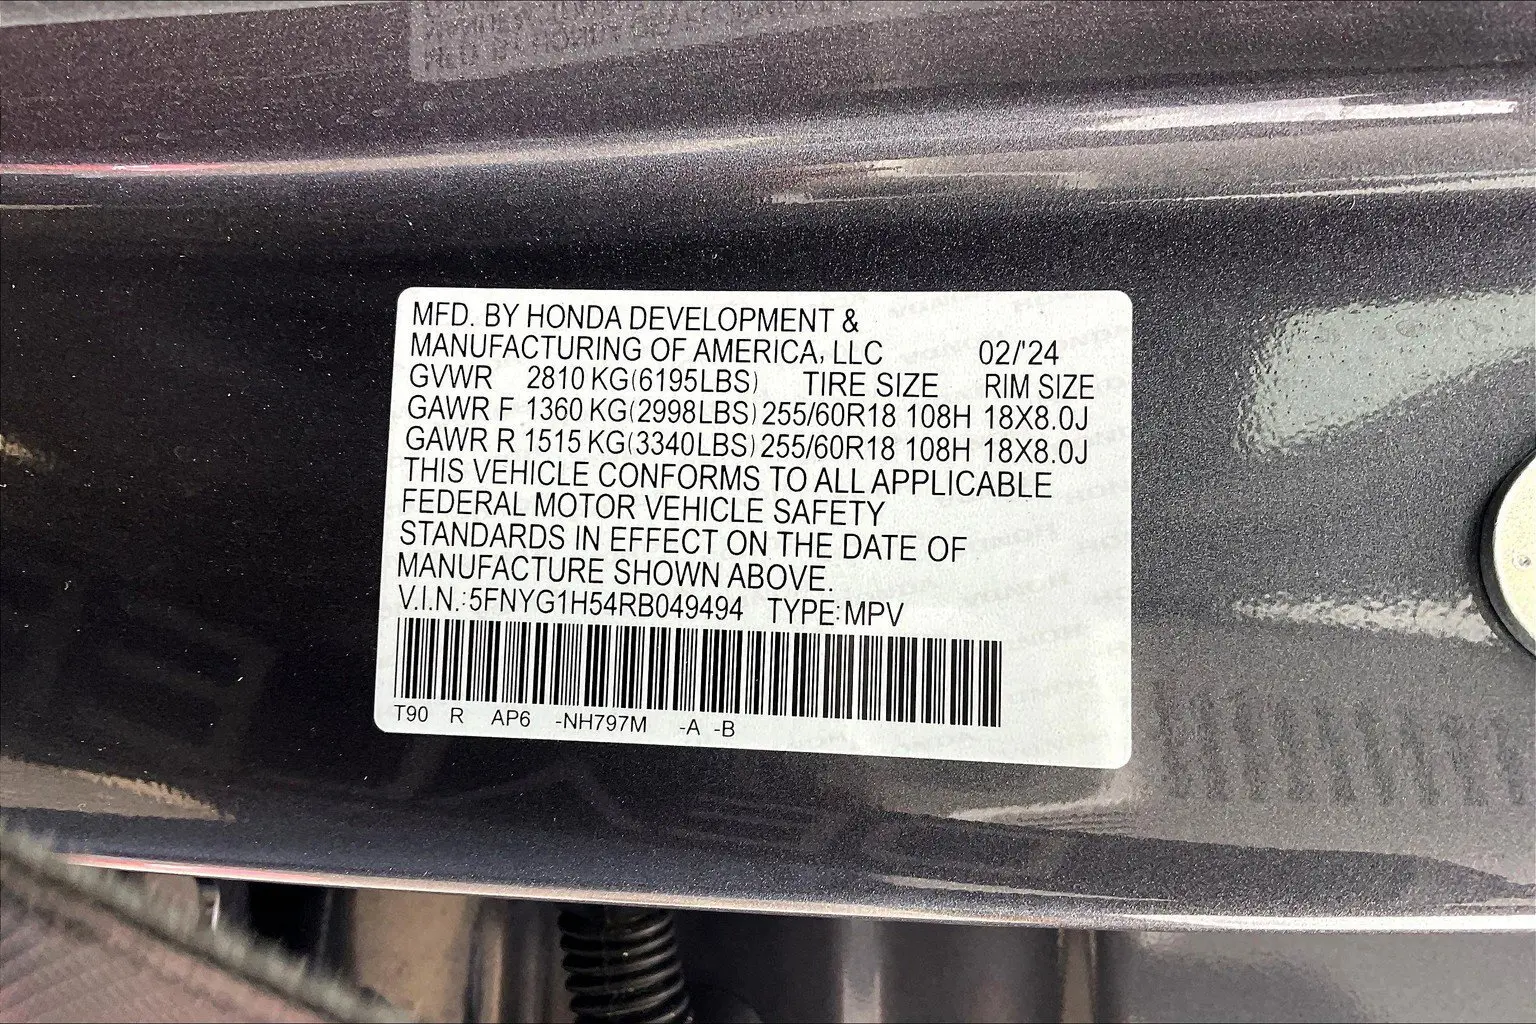 MFD. BY HONDA DEVELOPMENT &
MANUFACTURING OF AMERICA, LLC 02/'24
GVWR 2810 KG(6195LBS) TIRE SIZE RIM SIZE
GAWR F 1360 KG(2998LBS) 255/60R18 108H 18X8.0J
GAWR R 1515 KG(3340LBS) 255/60R18 108H 18X8.0J
THIS VEHICLE CONFORMS TO ALL APPLICABLE
FEDERAL MOTOR VEHICLE SAFETY
STANDARDS IN EFFECT ON THE DATE OF
MANUFACTURE SHOWN ABOVE.
V.I.N.:5FNYG1H54RB049494 TYPE:MPV
T90 R AP6 -NH797M -A -B